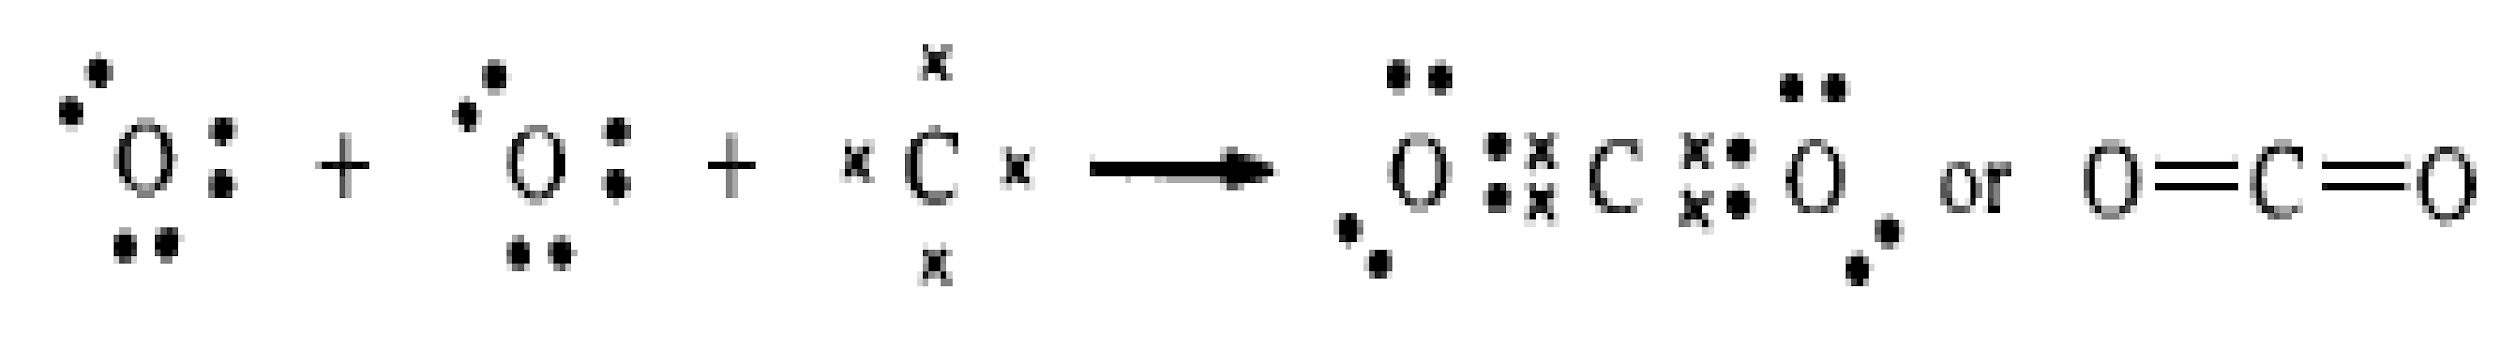 O + O + C → O C O or O=C=O